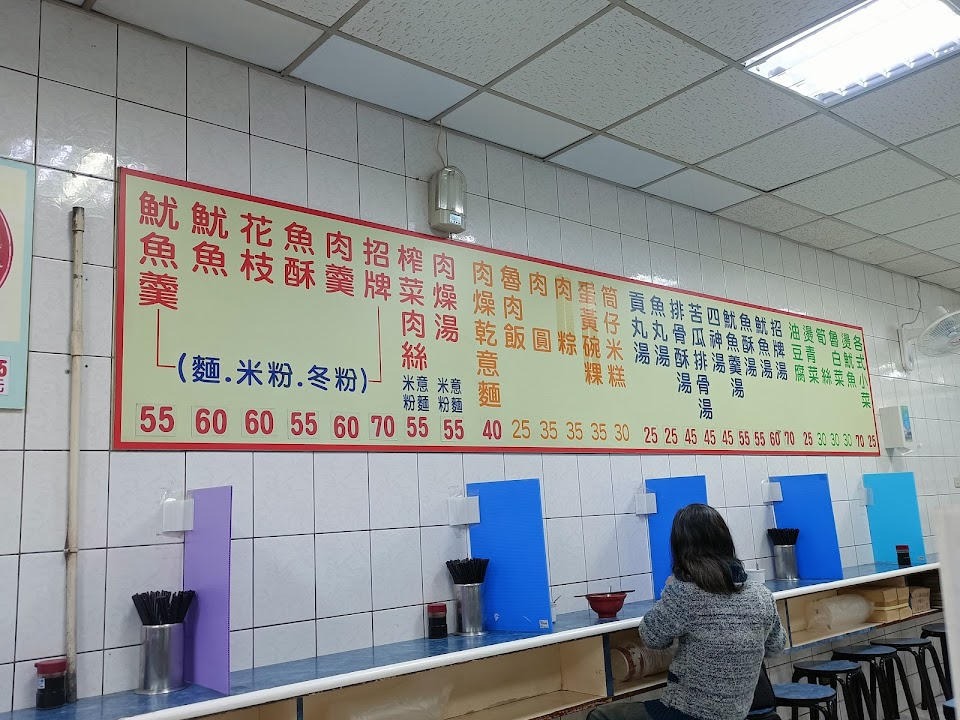 魷魚羹
魷魚
花枝
魚酥
肉羹
招牌
(麵.米粉.冬粉)
榨菜肉絲
米粉 意麵
肉燥湯
米粉 意麵
肉燥乾意麵
魯肉飯
肉圓
肉粽
蛋黃碗粿
筒仔米糕
貢丸湯
魚丸湯
排骨酥湯
苦瓜排骨湯
四神湯
魷魚羹湯
魚酥湯
魷魚湯
招牌湯
油豆腐
燙青菜
筍絲
魯白菜
燙魷魚
各式小菜
55 60 60 55 60 70 55 55 40 25 35 35 35 30 25 25 45 45 45 55 55 60 70 25 30 30 30 70 25